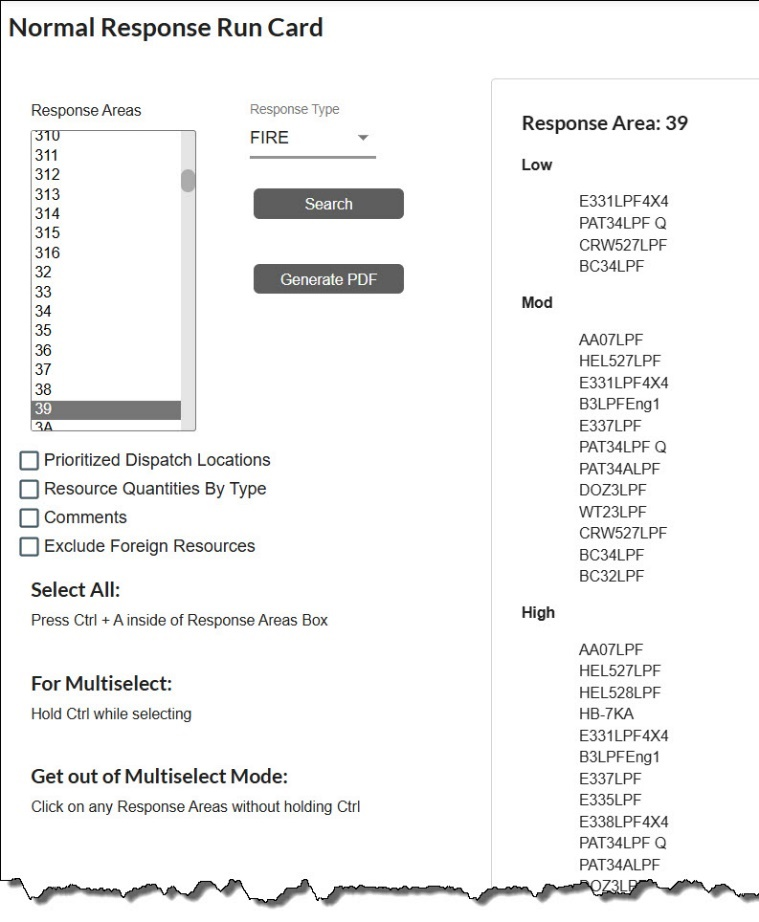 Normal Response Run Card
Response Areas
310
311
312
313
314
315
316
32
33
34
35
36
37
38
39
3A
Response Type
FIRE
Search
Generate PDF
Prioritized Dispatch Locations
Resource Quantities By Type
Comments
Exclude Foreign Resources
Select All:
Press Ctrl + A inside of Response Areas Box
For Multiselect:
Hold Ctrl while selecting
Get out of Multiselect Mode:
Click on any Response Areas without holding Ctrl
Response Area: 39
Low
E331LPF4X4
PAT34LPF Q
CRW527LPF
BC34LPF
Mod
AA07LPF
HEL527LPF
E331LPF4X4
B3LPFEng1
E337LPF
PAT34LPF Q
PAT34ALPF
DOZ3LPF
WT23LPF
CRW527LPF
BC34LPF
BC32LPF
High
AA07LPF
HEL527LPF
HEL528LPF
HB-7KA
E331LPF4X4
B3LPFEng1
E337LPF
E335LPF
E338LPF4X4
PAT34LPF Q
PAT34ALPF
DOZ3LPF